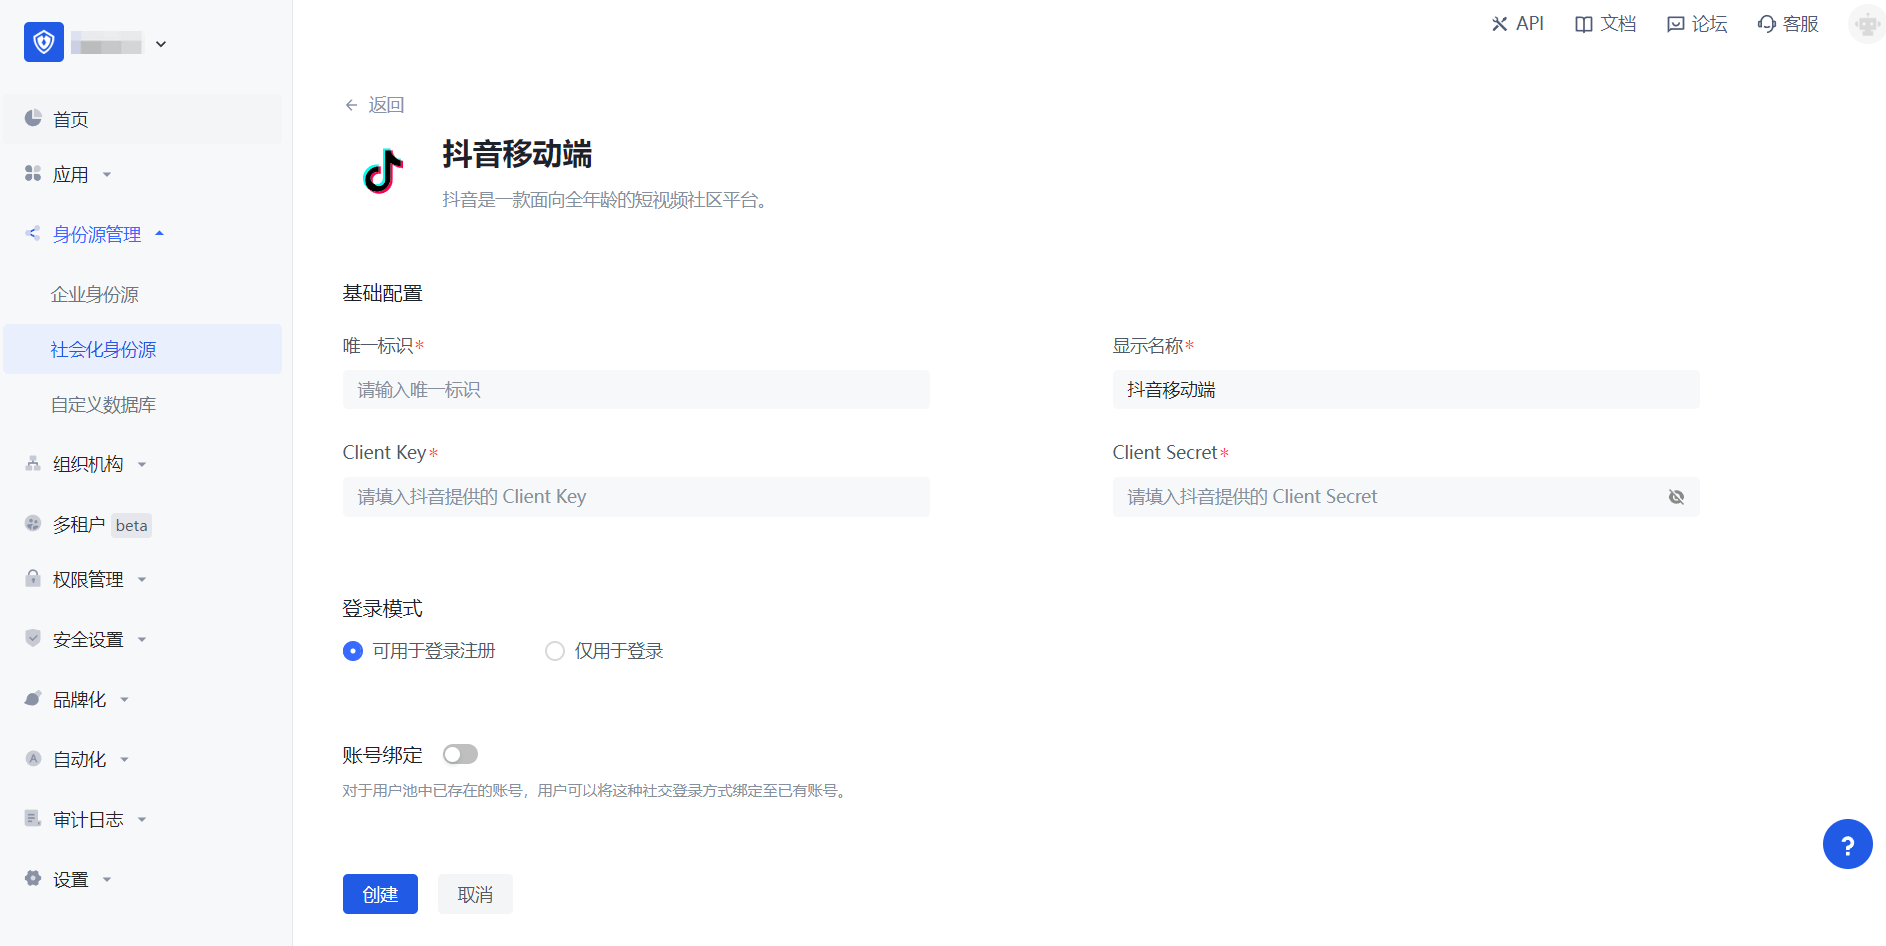 API
文档
论坛
客服
首页
应用
身份源管理
企业身份源
社会化身份源
自定义数据库
组织机构
多租户 beta
权限管理
安全设置
品牌化
自动化
审计日志
设置
返回
抖音移动端
抖音是一款面向全年龄的短视频社区平台。
基础配置
唯一标识*
请输入唯一标识
显示名称*
抖音移动端
Client Key*
请填入抖音提供的 Client Key
Client Secret*
请填入抖音提供的 Client Secret
登录模式
可用于登录注册
仅用于登录
账号绑定
对于用户池中已存在的账号，用户可以将这种社交登录方式绑定至已有账号。
创建
取消
?